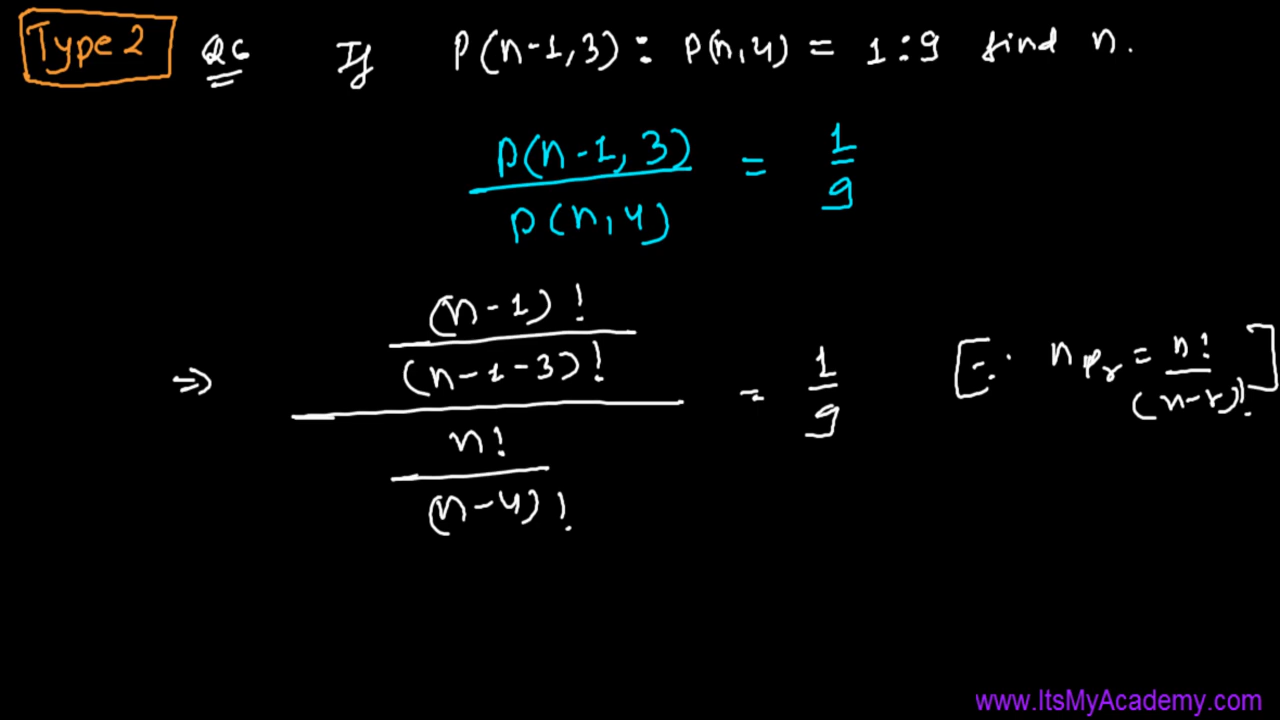 Type 2 Q6 If P(n-1,3) : P(n,4) = 1:9 find n.
P(n-1, 3) = 1
P(n,4) 9
(n-1)!
(n-1-3)!
⇒ = 1/9 [∵ nPr = n!/(n-r)!]
n!
(n-4)!
www.ItsMyAcademy.com